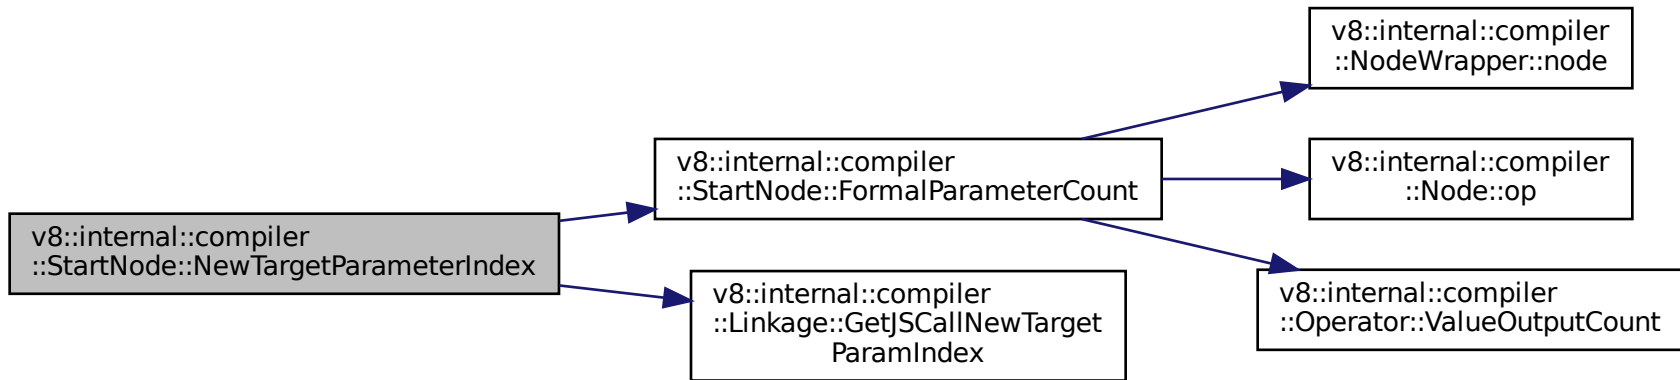 v8::internal::compiler
::StartNode::NewTargetParameterIndex
v8::internal::compiler
::StartNode::FormalParameterCount
v8::internal::compiler
::Linkage::GetJSCallNewTarget
ParamIndex
v8::internal::compiler
::NodeWrapper::node
v8::internal::compiler
::Node::op
v8::internal::compiler
::Operator::ValueOutputCount